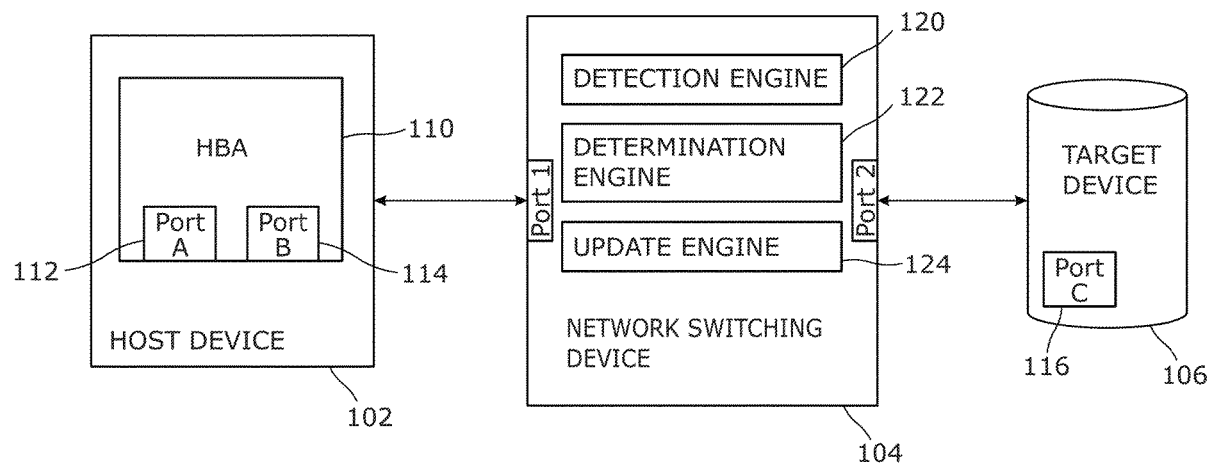 HBA
110
Port
A
Port
B
112
114
HOST DEVICE
102
120
DETECTION ENGINE
122
DETERMINATION
ENGINE
Port 1
Port 2
UPDATE ENGINE
124
NETWORK SWITCHING
DEVICE
104
TARGET
DEVICE
Port
C
116
106